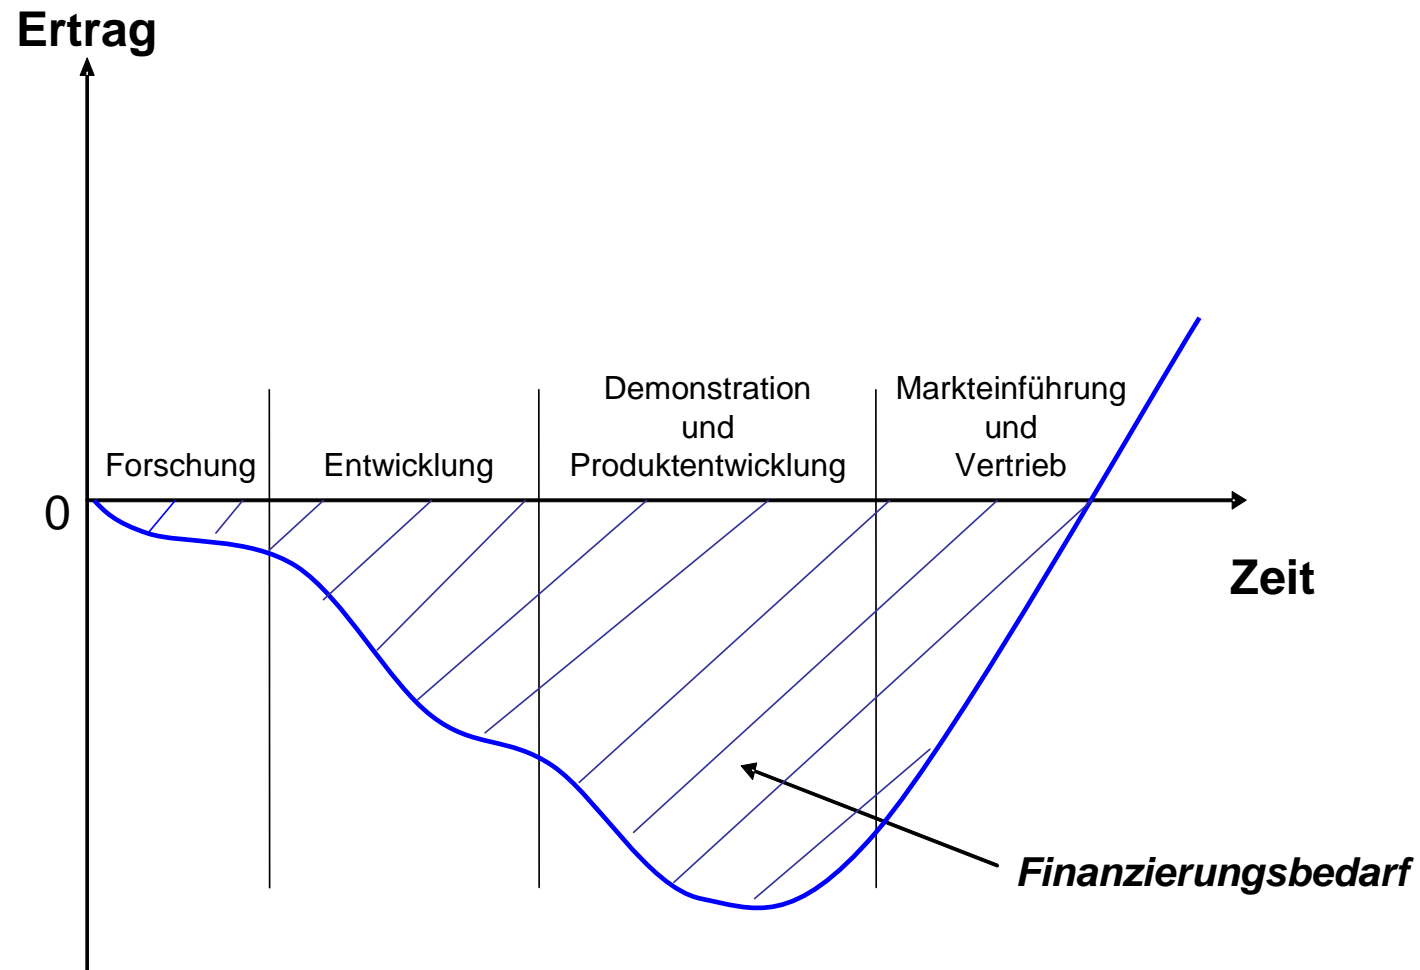 Ertrag
Demonstration
und
Produktentwicklung
Markteinführung
und
Vertrieb
Forschung
Entwicklung
0
Zeit
Finanzierungsbedarf